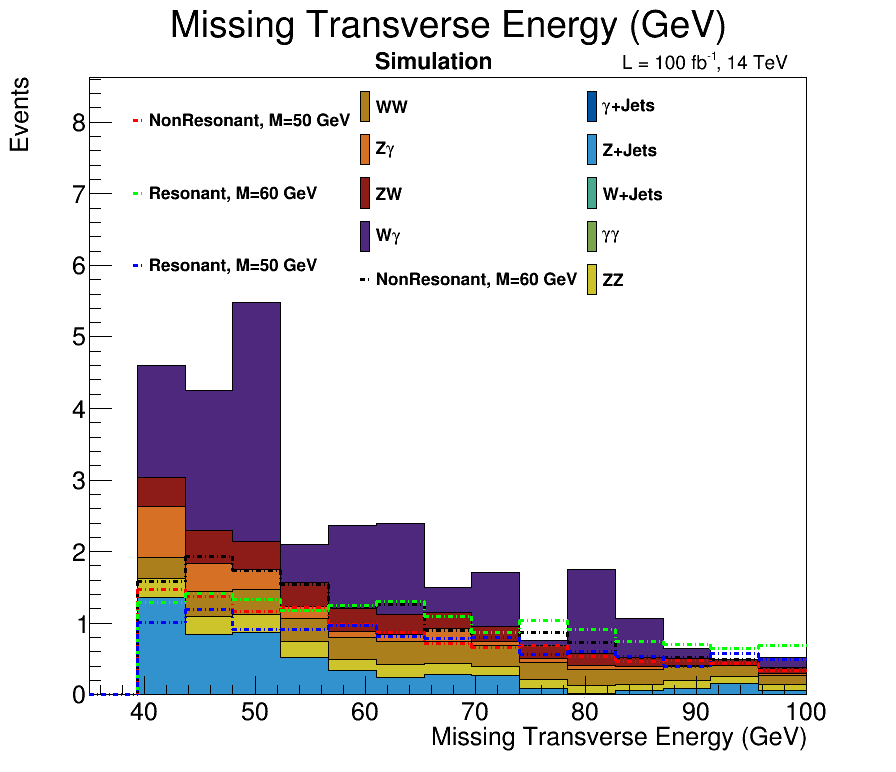 Missing Transverse Energy (GeV)
Simulation
L = 100 fb⁻¹, 14 TeV
Events
NonResonant, M=50 GeV
Resonant, M=60 GeV
Resonant, M=50 GeV
WW
Zγ
ZW
Wγ
NonResonant, M=60 GeV
γ+Jets
Z+Jets
W+Jets
γγ
ZZ
8
7
6
5
4
3
2
1
0
40 50 60 70 80 90 100
Missing Transverse Energy (GeV)